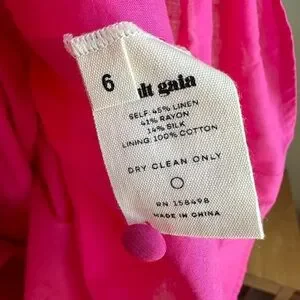 6
ult gaia
SELF: 45% LINEN
41% RAYON
14% SILK
LINING: 100% COTTON
DRY CLEAN ONLY
RN 158498
MADE IN CHINA